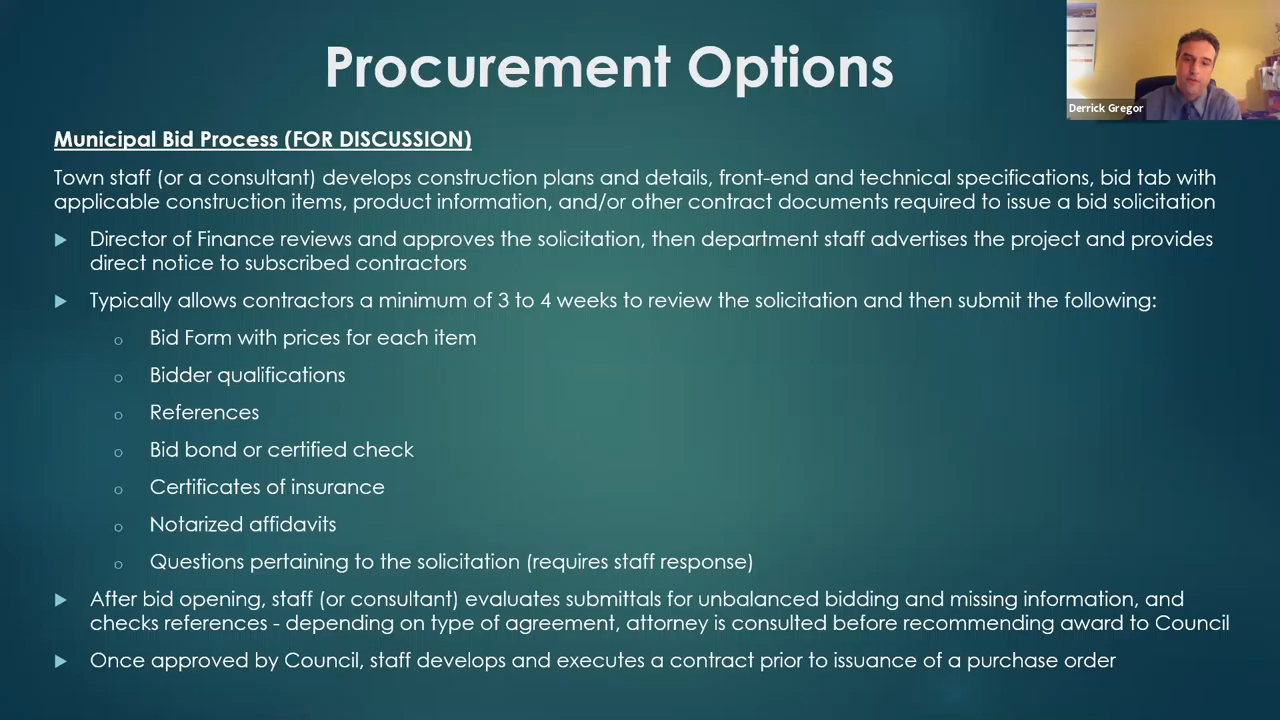 Procurement Options
Derrick Gregor
Municipal Bid Process (FOR DISCUSSION)
Town staff (or a consultant) develops construction plans and details, front-end and technical specifications, bid tab with
applicable construction items, product information, and/or other contract documents required to issue a bid solicitation
Director of Finance reviews and approves the solicitation, then department staff advertises the project and provides
direct notice to subscribed contractors
Typically allows contractors a minimum of 3 to 4 weeks to review the solicitation and then submit the following:
Bid Form with prices for each item
Bidder qualifications
References
Bid bond or certified check
Certificates of insurance
Notarized affidavits
Questions pertaining to the solicitation (requires staff response)
After bid opening, staff (or consultant) evaluates submittals for unbalanced bidding and missing information, and
checks references - depending on type of agreement, attorney is consulted before recommending award to Council
Once approved by Council, staff develops and executes a contract prior to issuance of a purchase order